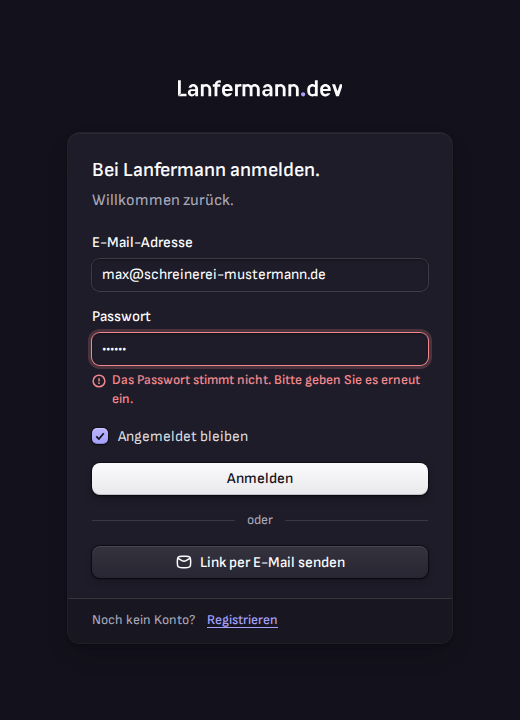 Lanfermann.dev
Bei Lanfermann anmelden.
Willkommen zurück.
E-Mail-Adresse
max@schreinerei-mustermann.de
Passwort
••••••
Das Passwort stimmt nicht. Bitte geben Sie es erneut
ein.
Angemeldet bleiben
Anmelden
oder
Link per E-Mail senden
Noch kein Konto? Registrieren